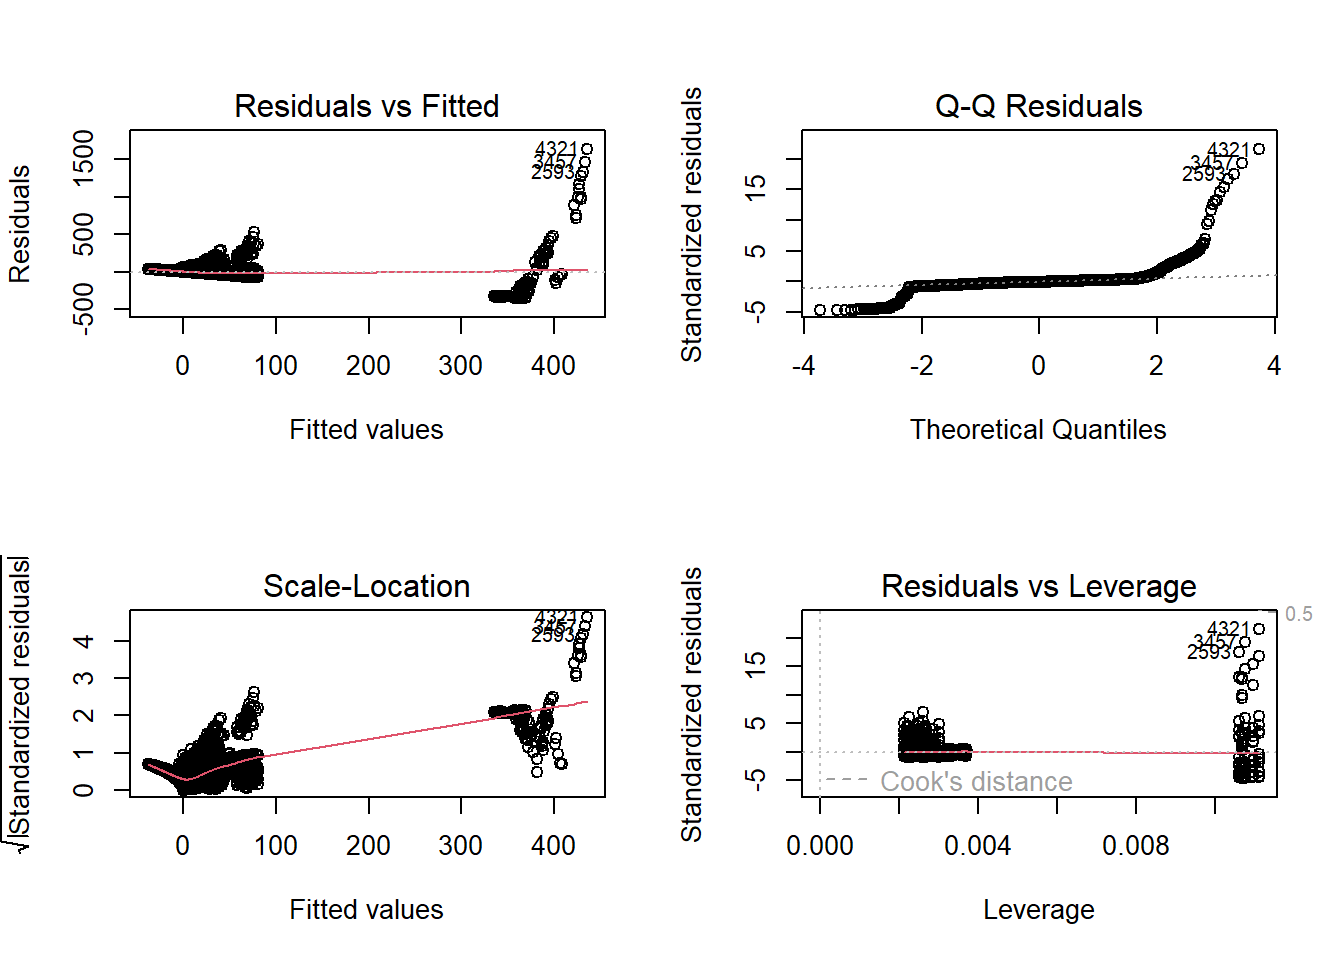 Residuals vs Fitted
Residuals
1500
500
-500
4321
3457
2593
0 100 200 300 400
Fitted values
Q-Q Residuals
Standardized residuals
15
5
-5
4321
3457
2593
-4 -2 0 2 4
Theoretical Quantiles
Scale-Location
√|Standardized residuals|
4
3
2
1
0
4321
3457
2593
0 100 200 300 400
Fitted values
Residuals vs Leverage
Standardized residuals
15
5
-5
4321
3457
2593
0.5
Cook's distance
0.000 0.004 0.008
Leverage